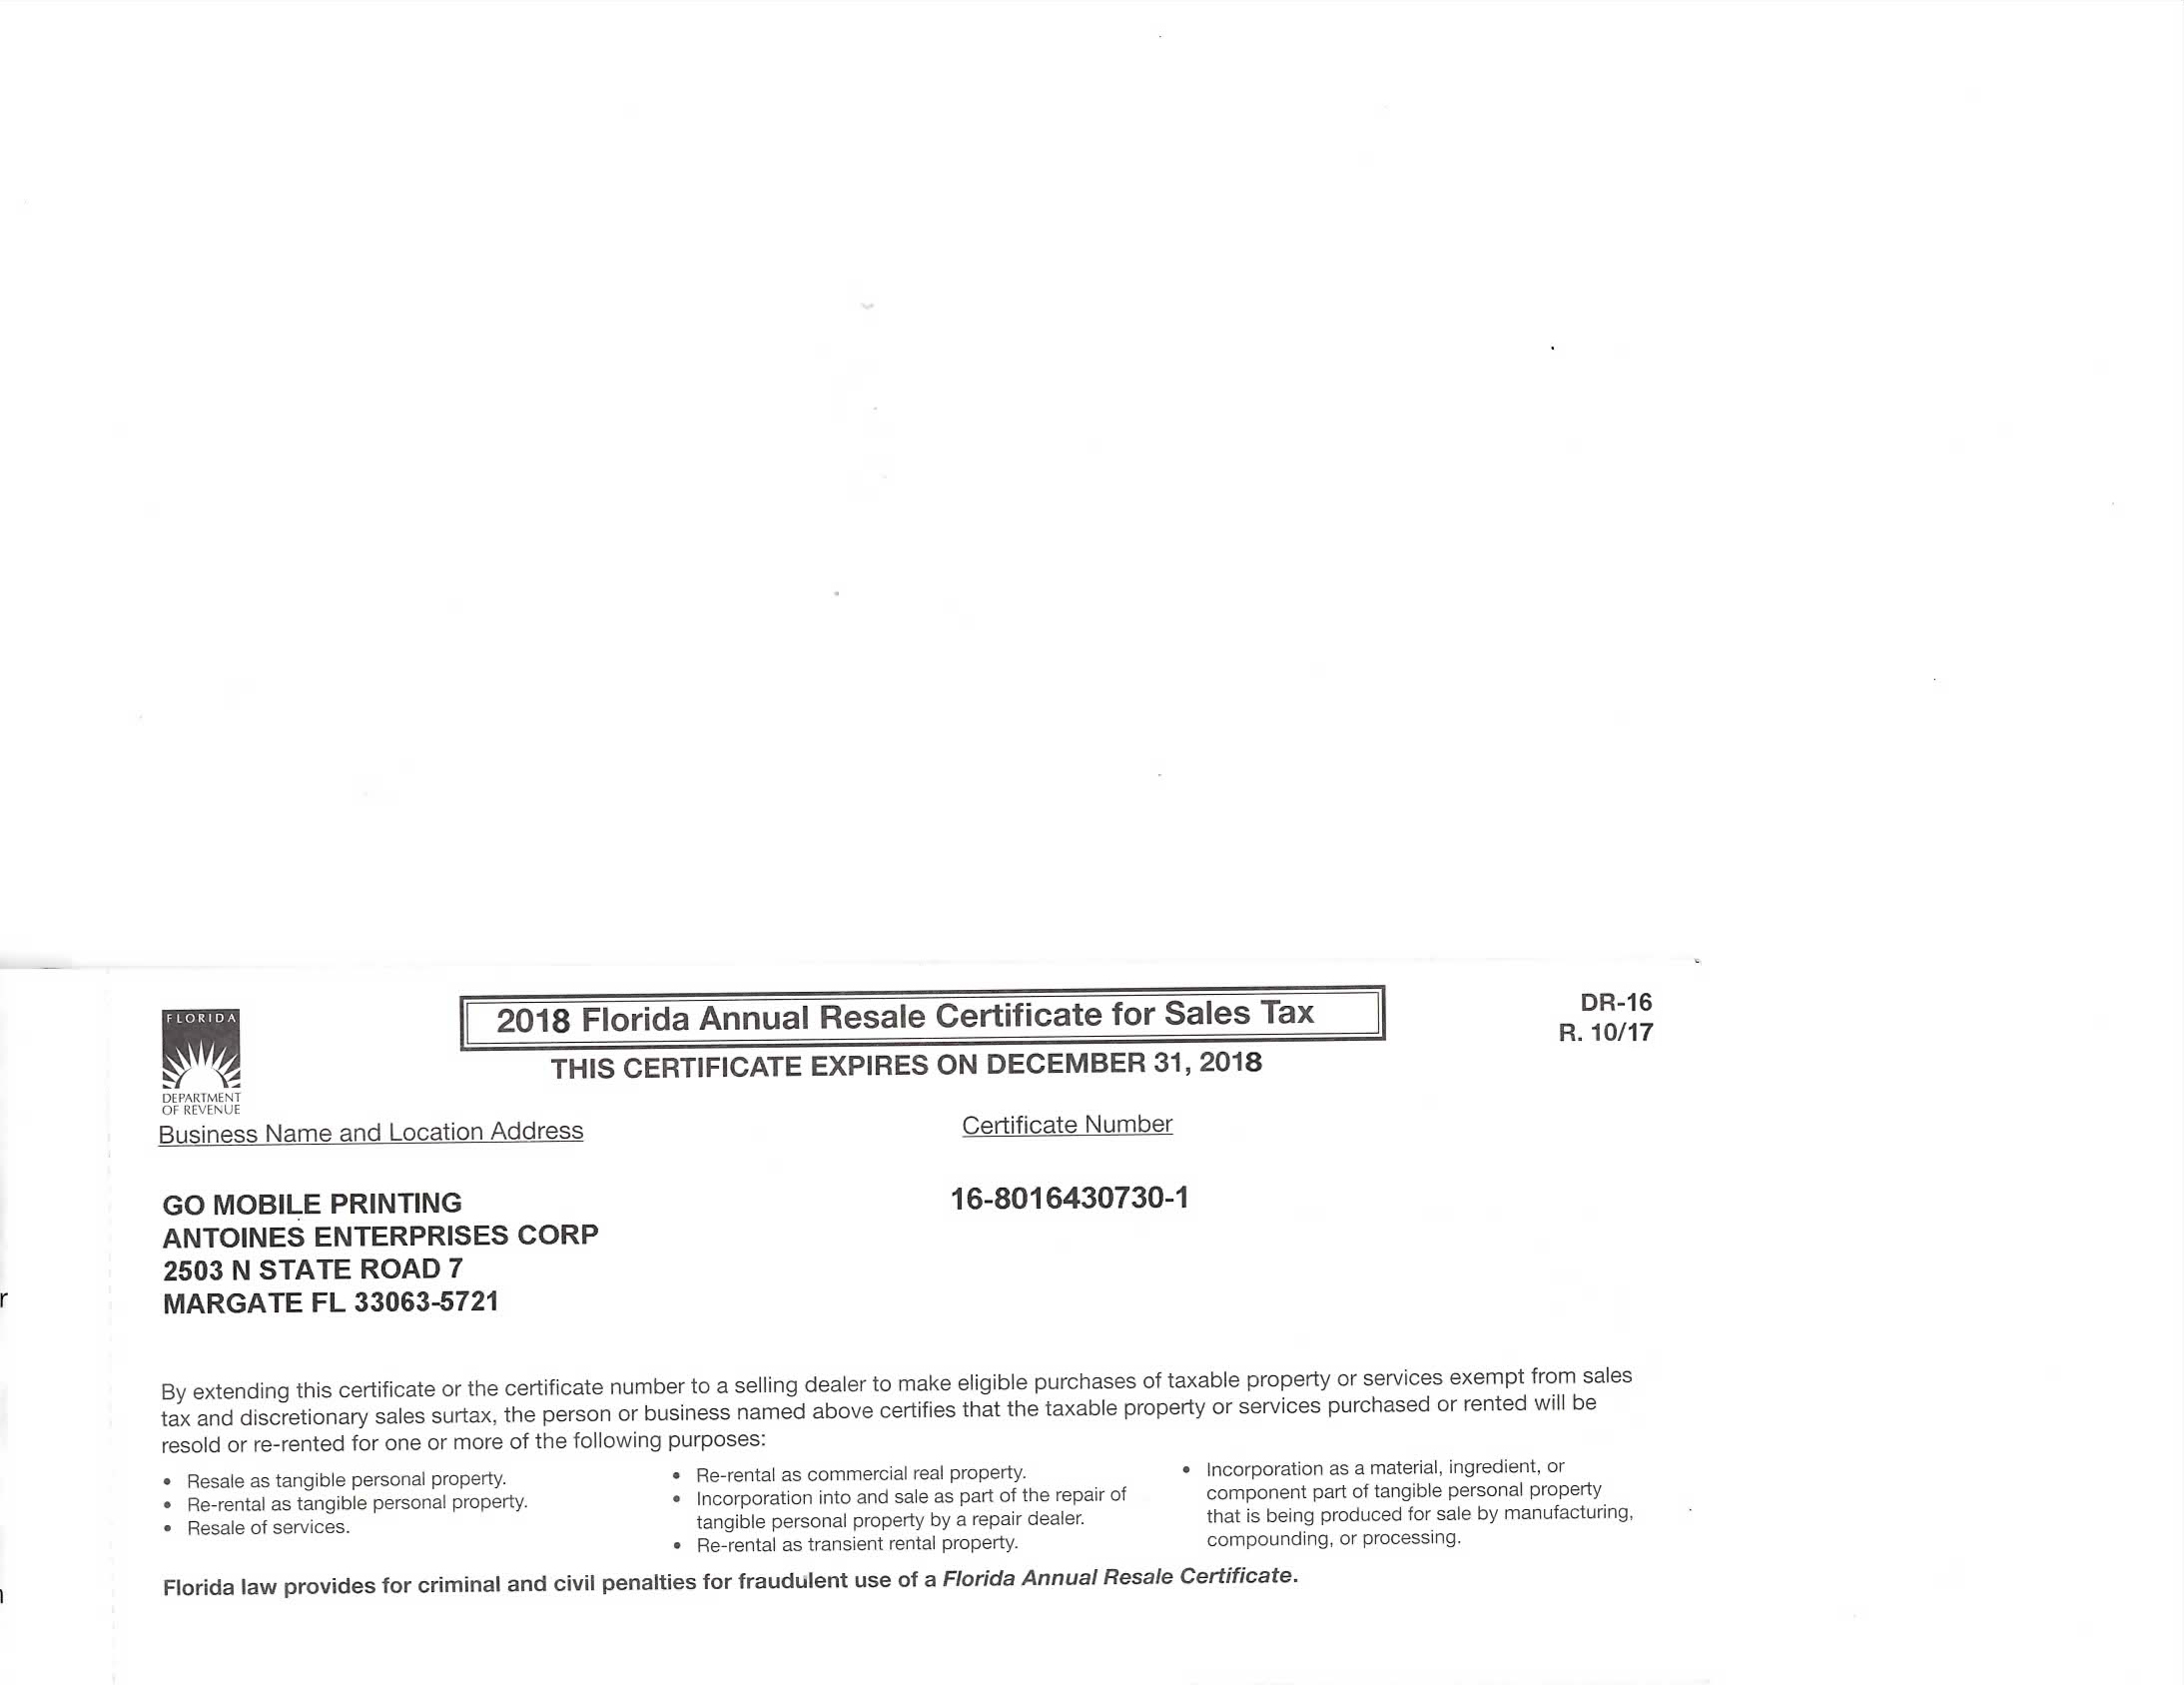 FLORIDA
DEPARTMENT
OF REVENUE
2018 Florida Annual Resale Certificate for Sales Tax
THIS CERTIFICATE EXPIRES ON DECEMBER 31, 2018
DR-16
R. 10/17
Business Name and Location Address
Certificate Number
GO MOBILE PRINTING
ANTOINES ENTERPRISES CORP
2503 N STATE ROAD 7
MARGATE FL 33063-5721
16-8016430730-1
By extending this certificate or the certificate number to a selling dealer to make eligible purchases of taxable property or services exempt from sales
tax and discretionary sales surtax, the person or business named above certifies that the taxable property or services purchased or rented will be
resold or re-rented for one or more of the following purposes:
• Resale as tangible personal property.
• Re-rental as tangible personal property.
• Resale of services.
• Re-rental as commercial real property.
• Incorporation into and sale as part of the repair of
tangible personal property by a repair dealer.
• Re-rental as transient rental property.
• Incorporation as a material, ingredient, or
component part of tangible personal property
that is being produced for sale by manufacturing,
compounding, or processing.
Florida law provides for criminal and civil penalties for fraudulent use of a Florida Annual Resale Certificate.